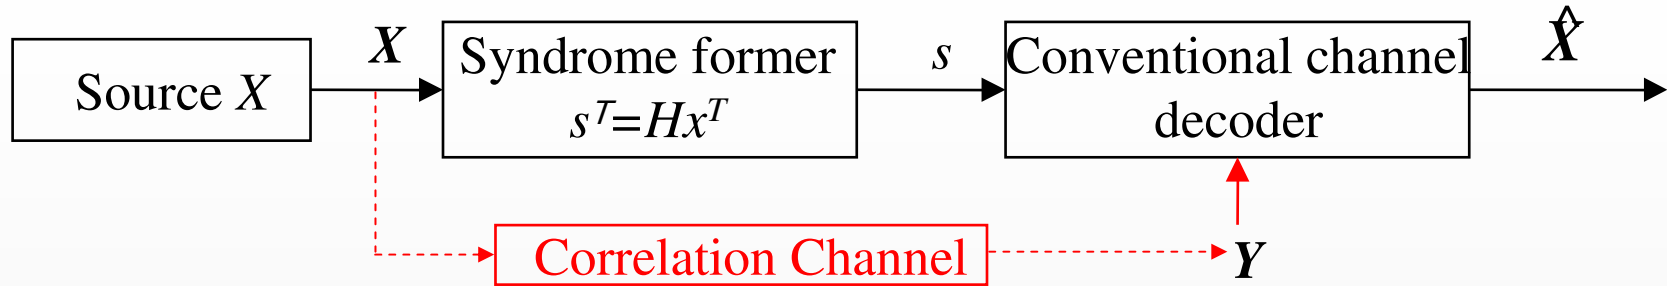 Source X
X
Syndrome former
sᵀ=Hxᵀ
s
Conventional channel
decoder
X̂
Correlation Channel
Y